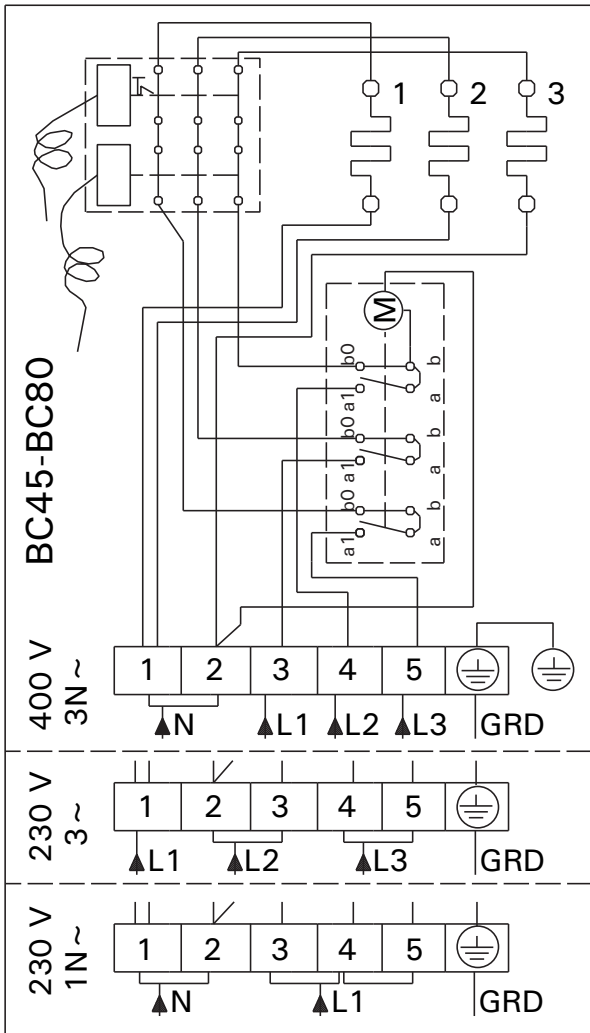 1 2 3
M
b0 b
a1 a
b0 b
a1 a
b0 b
a1 a
BC45-BC80
400 V
3N ~
1 2 3 4 5
N L1 L2 L3 GRD
230 V
3 ~
1 2 3 4 5
L1 L2 L3 GRD
230 V
1N ~
1 2 3 4 5
N L1 GRD